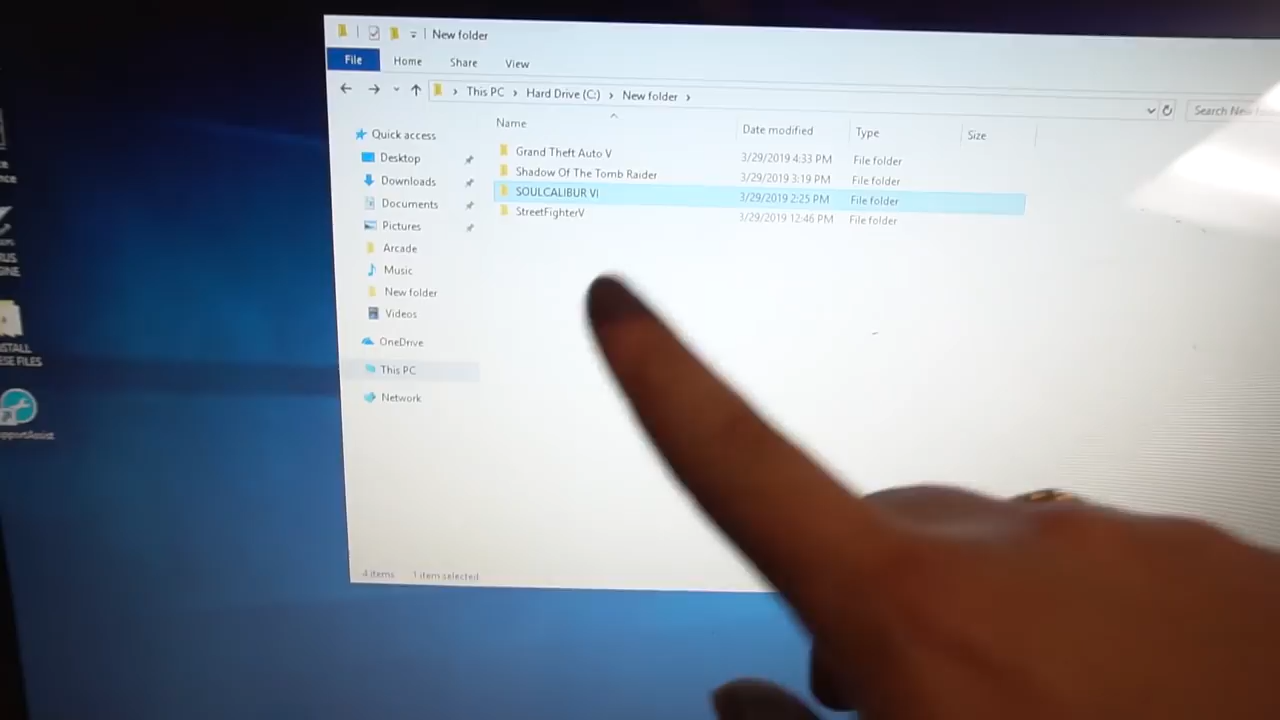 New folder
File Home Share View
This PC > Hard Drive (C:) > New folder >
Name Date modified Type Size
Quick access
Desktop
Downloads
Documents
Pictures
Arcade
Music
New folder
Videos
OneDrive
This PC
Network
Grand Theft Auto V 3/29/2019 4:33 PM File folder
Shadow Of The Tomb Raider 3/29/2019 3:19 PM File folder
SOULCALIBUR VI 3/29/2019 2:25 PM File folder
StreetFighterV 3/29/2019 12:46 PM File folder
4 items 1 item selected
Search